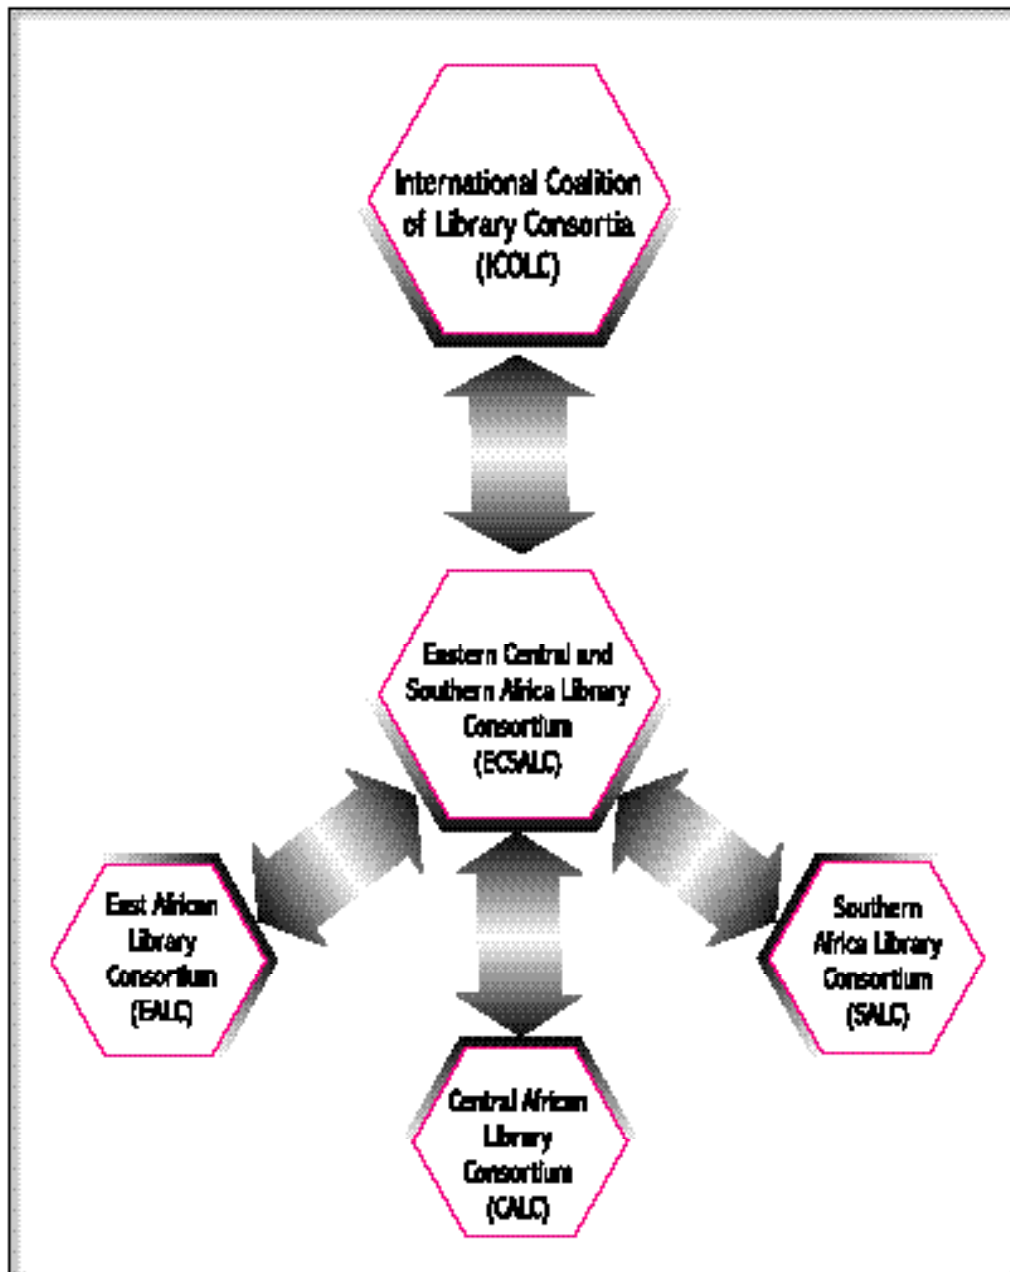 International Coalition
of Library Consortia
(ICOLC)
Eastern Central and
Southern Africa Library
Consortium
(ECSALC)
East African
Library
Consortium
(EALC)
Southern
Africa Library
Consortium
(SALC)
Central African
Library
Consortium
(CALC)